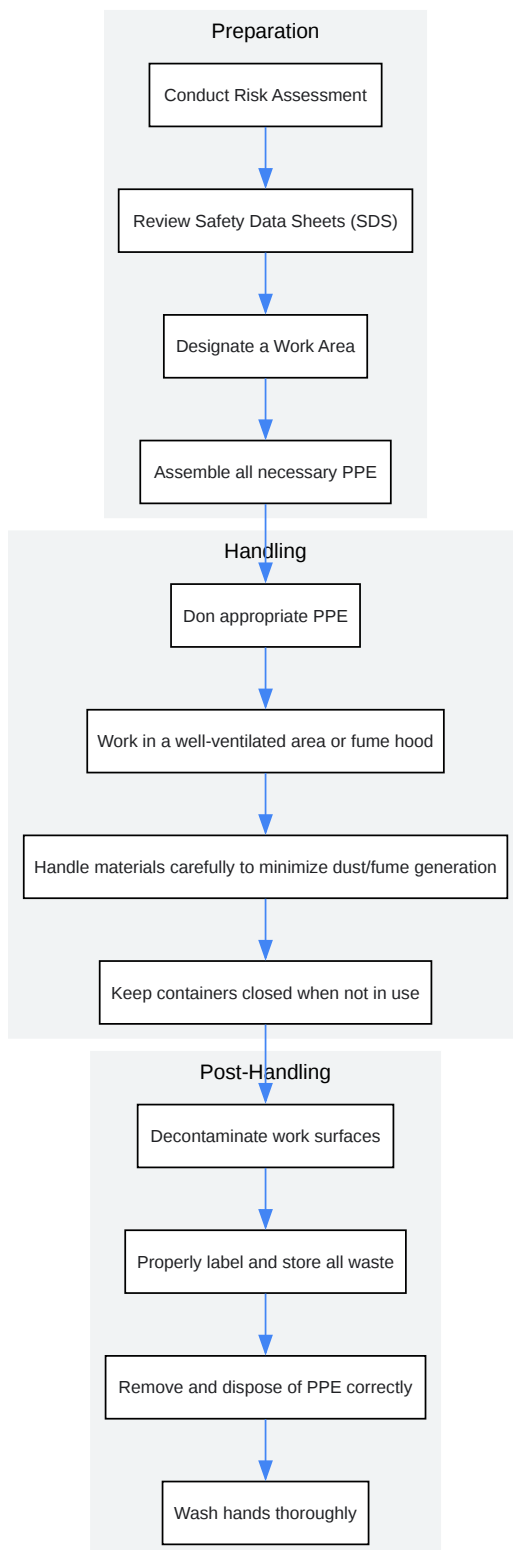 Preparation
Conduct Risk Assessment
Review Safety Data Sheets (SDS)
Designate a Work Area
Assemble all necessary PPE
Handling
Don appropriate PPE
Work in a well-ventilated area or fume hood
Handle materials carefully to minimize dust/fume generation
Keep containers closed when not in use
Post-Handling
Decontaminate work surfaces
Properly label and store all waste
Remove and dispose of PPE correctly
Wash hands thoroughly